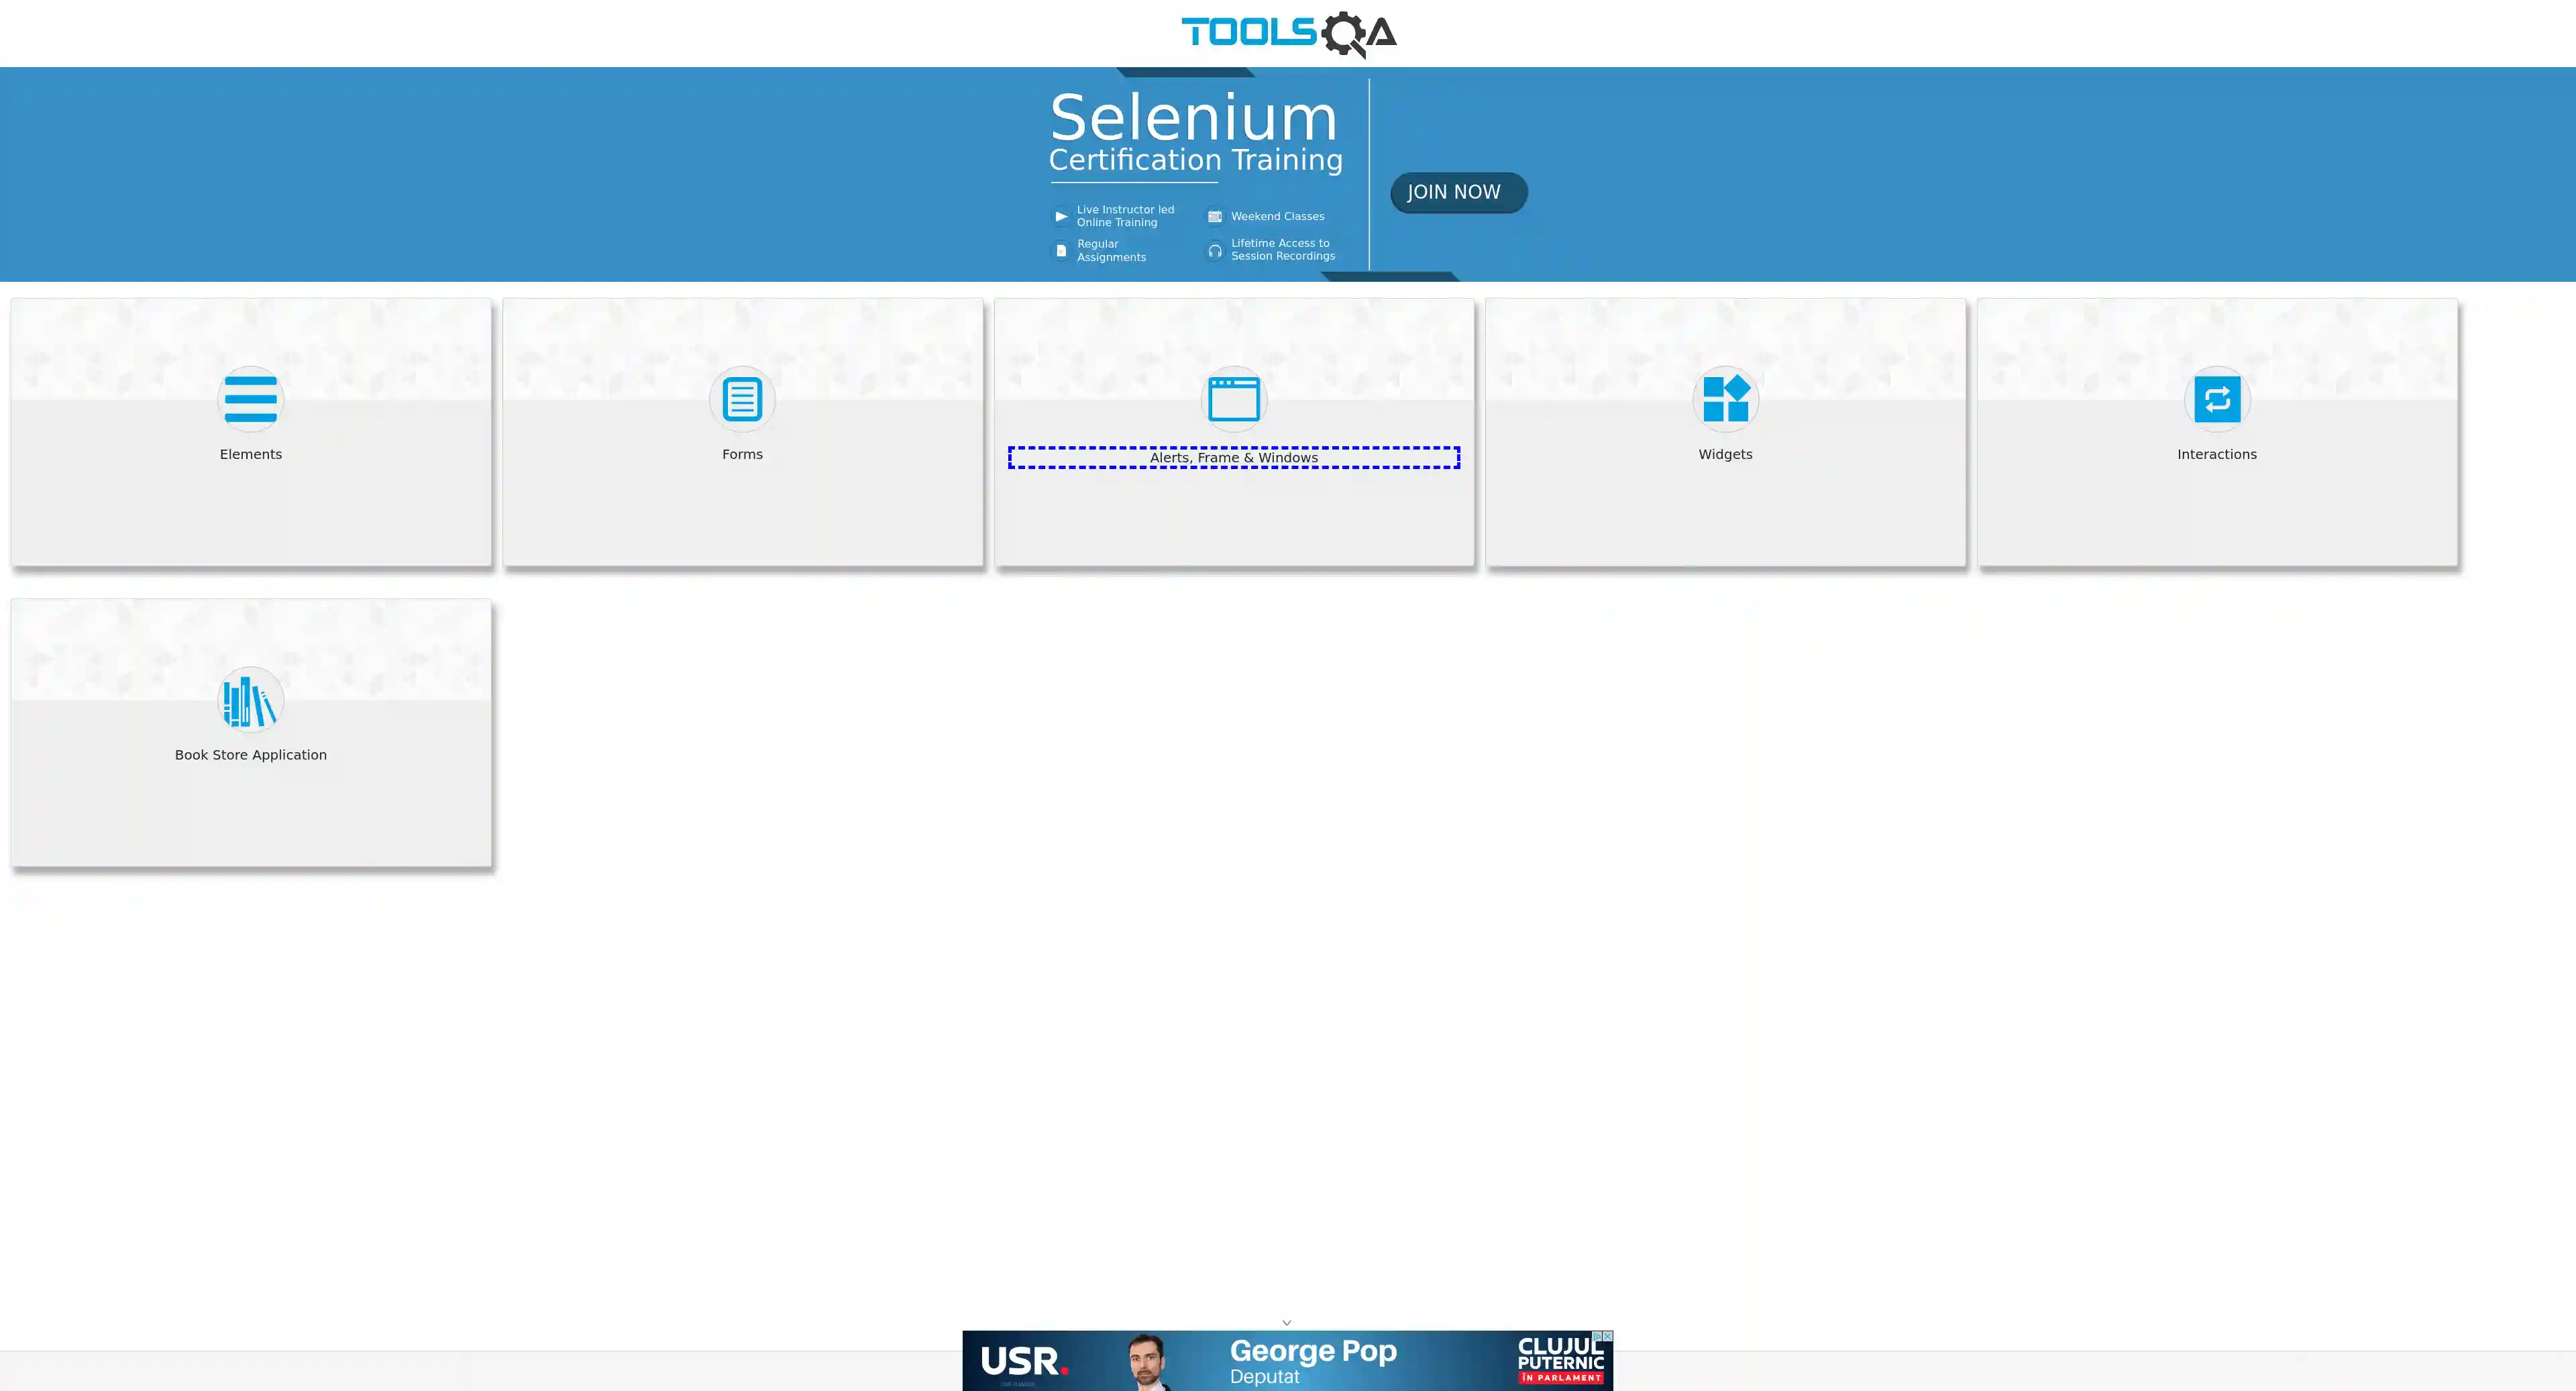 TOOLSQA
Selenium
Certification Training
Live Instructor led
Online Training
Weekend Classes
Regular
Assignments
Lifetime Access to
Session Recordings
JOIN NOW
Elements
Forms
Alerts, Frame & Windows
Widgets
Interactions
Book Store Application
USR.
George Pop
Deputat
CLUJUL
PUTERNIC
ÎN PARLAMENT